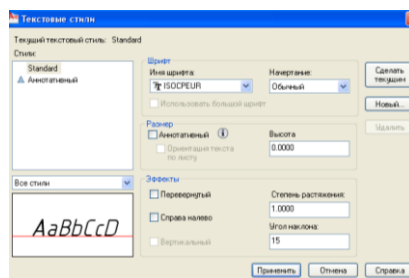 Текстовые стили
Текущий текстовый стиль: Standard
Стили:
Standard
Аннотативный
Все стили
AaBbCcD
Шрифт
Имя шрифта:
ISOCPEUR
Начертание:
Обычный
Использовать большой шрифт
Размер
Аннотативный
Ориентация текста
по листу
Высота
0.0000
Эффекты
Перевернутый
Справа налево
Вертикальный
Степень растяжения:
1.0000
Угол наклона:
15
Сделать
текущим
Новый...
Удалить
Применить
Отмена
Справка